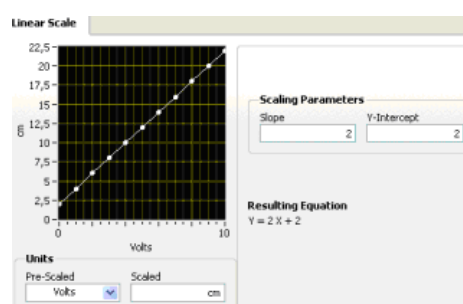 Linear Scale
22,5
20
17,5
15
12,5
10
7,5
5
2,5
0
cm
0
10
Volts
Scaling Parameters
Slope
Y-Intercept
2
2
Resulting Equation
Y = 2 X + 2
Units
Pre-Scaled
Scaled
Volts
cm